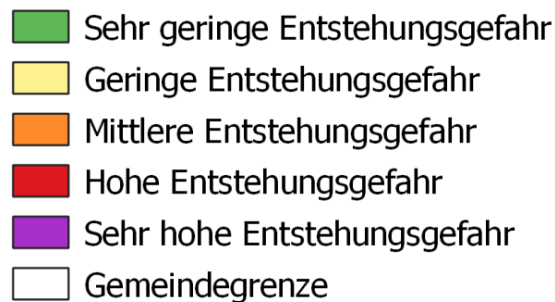 Sehr geringe Entstehungsgefahr
Geringe Entstehungsgefahr
Mittlere Entstehungsgefahr
Hohe Entstehungsgefahr
Sehr hohe Entstehungsgefahr
Gemeindegrenze